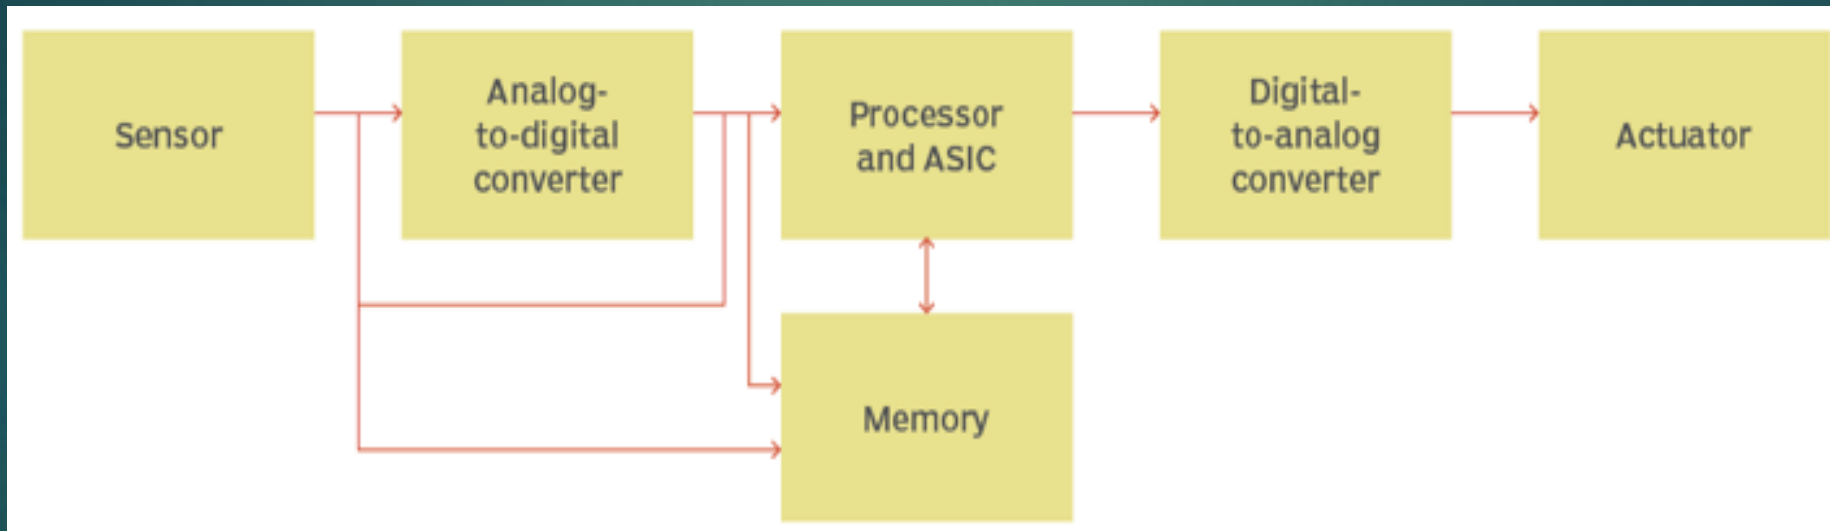 Sensor
Analog-
to-digital
converter
Processor
and ASIC
Digital-
to-analog
converter
Actuator
Memory